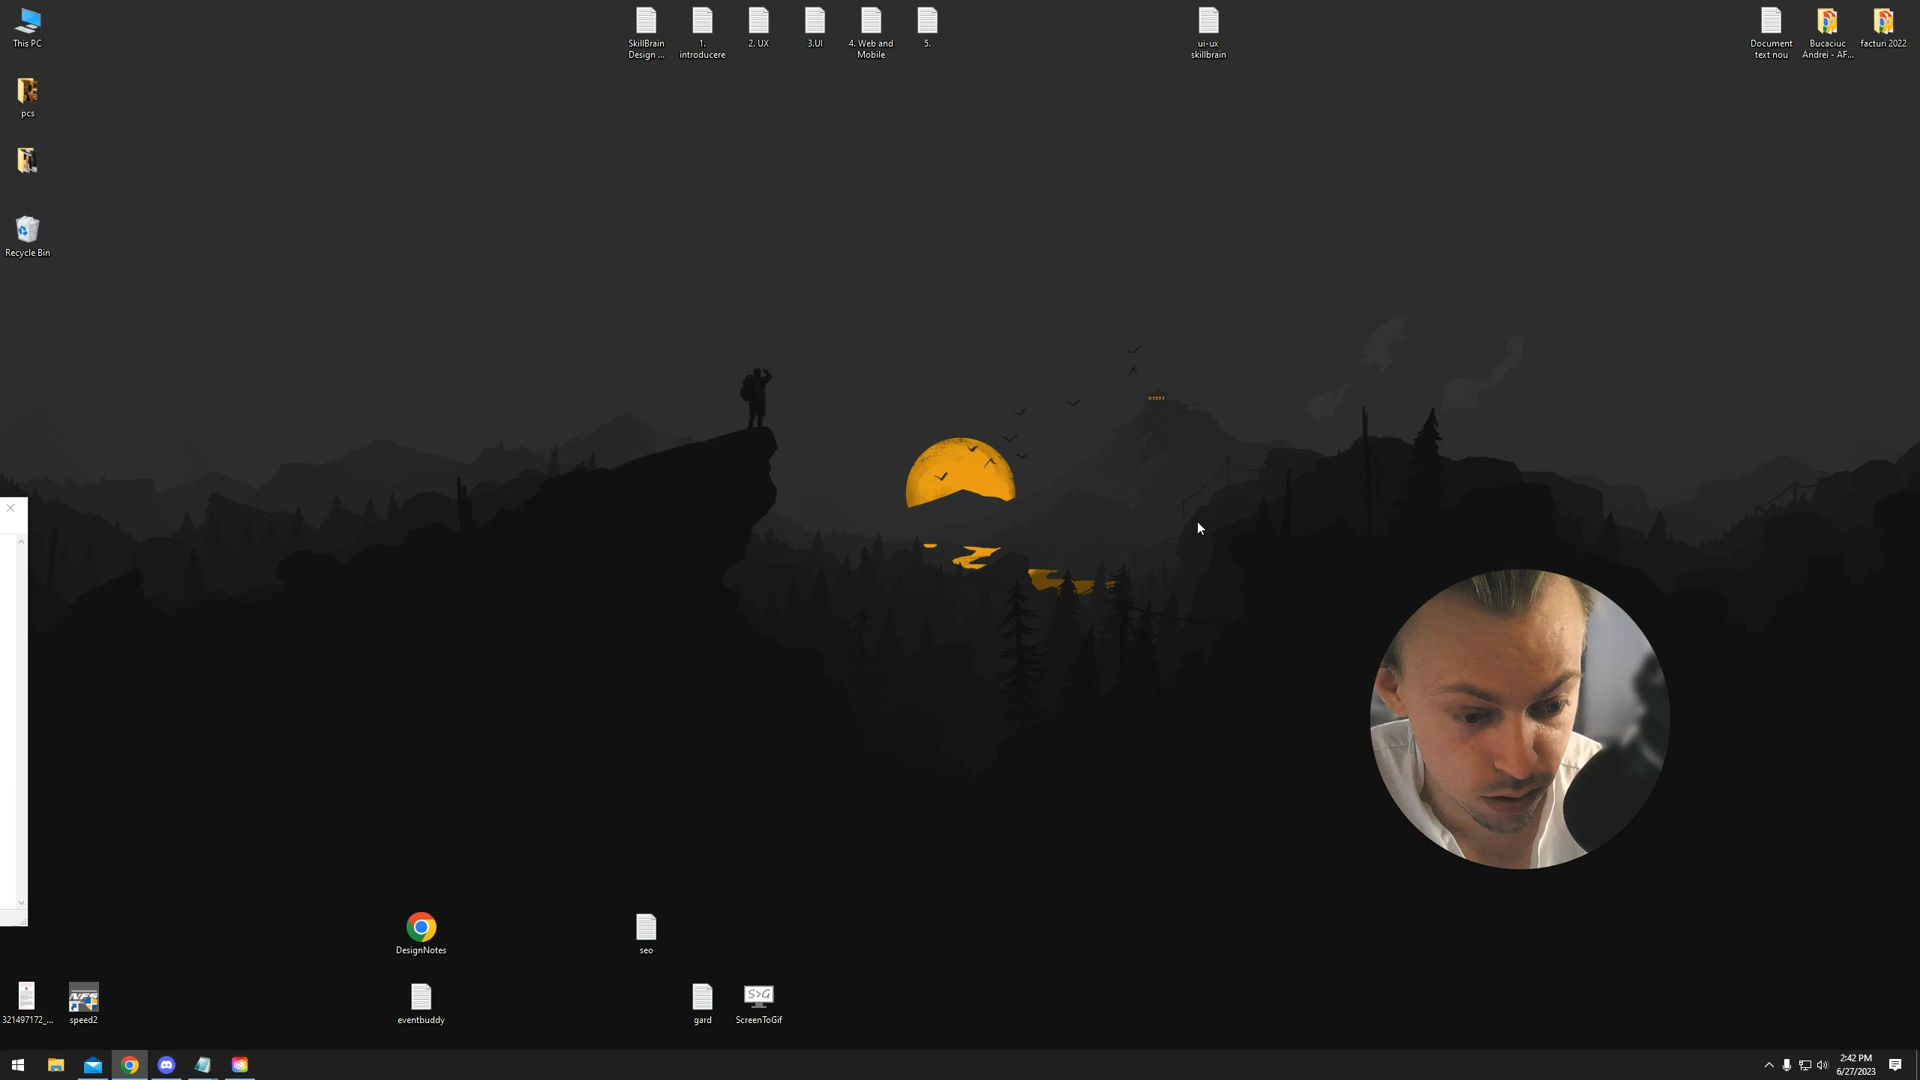 This PC
SkillBrain
Design ...
1.
introducere
2. UX
3.UI
4. Web and
Mobile
5.
ui-ux
skillbrain
Document
text nou
Bucaciuc
Andrei - AF...
facturi 2022
pcs
Recycle Bin
DesignNotes
seo
321497172_...
NFS
speed2
eventbuddy
gard
S>G
ScreenToGif
2:42 PM
6/27/2023